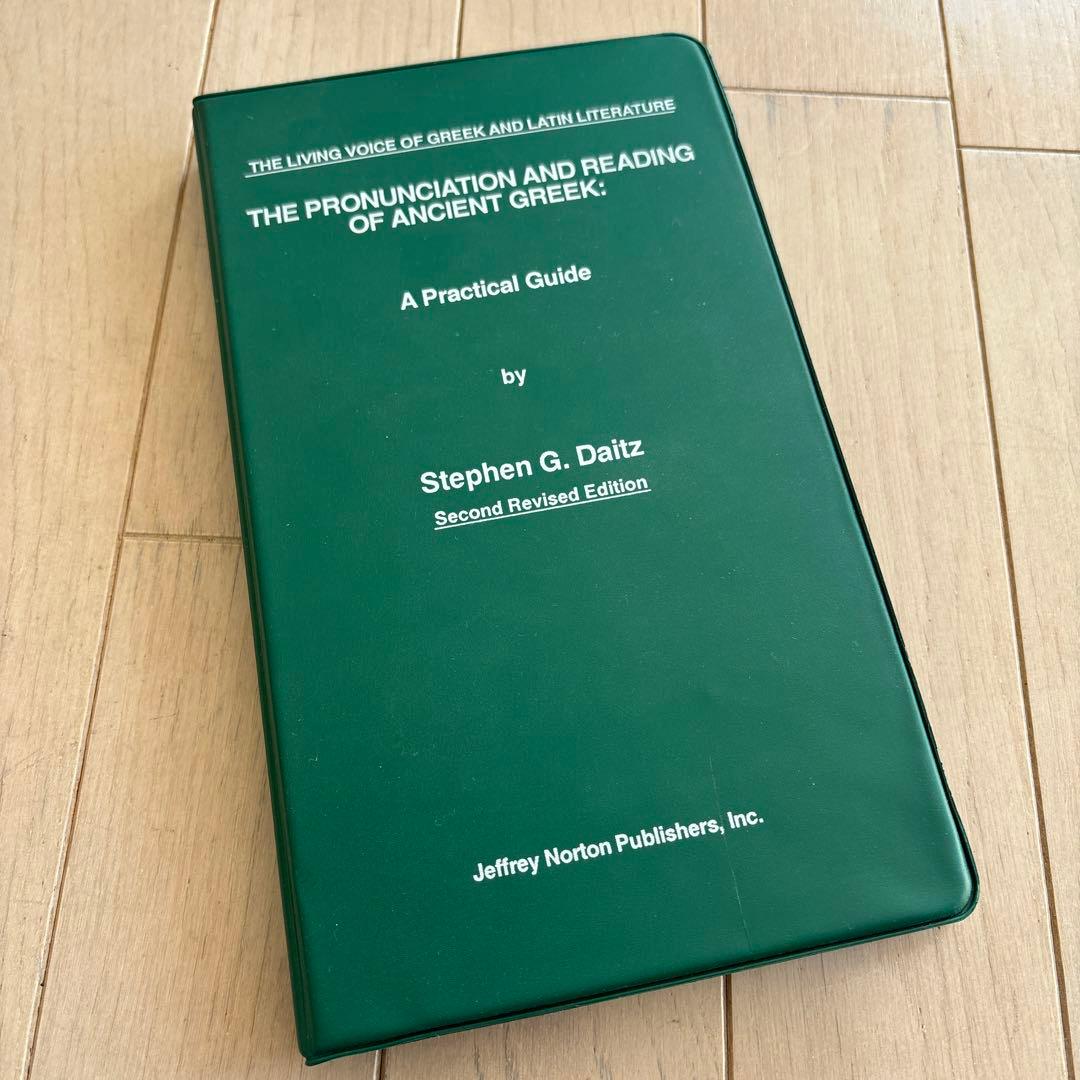 THE LIVING VOICE OF GREEK AND LATIN LITERATURE
THE PRONUNCIATION AND READING
OF ANCIENT GREEK:
A Practical Guide
by
Stephen G. Daitz
Second Revised Edition
Jeffrey Norton Publishers, Inc.